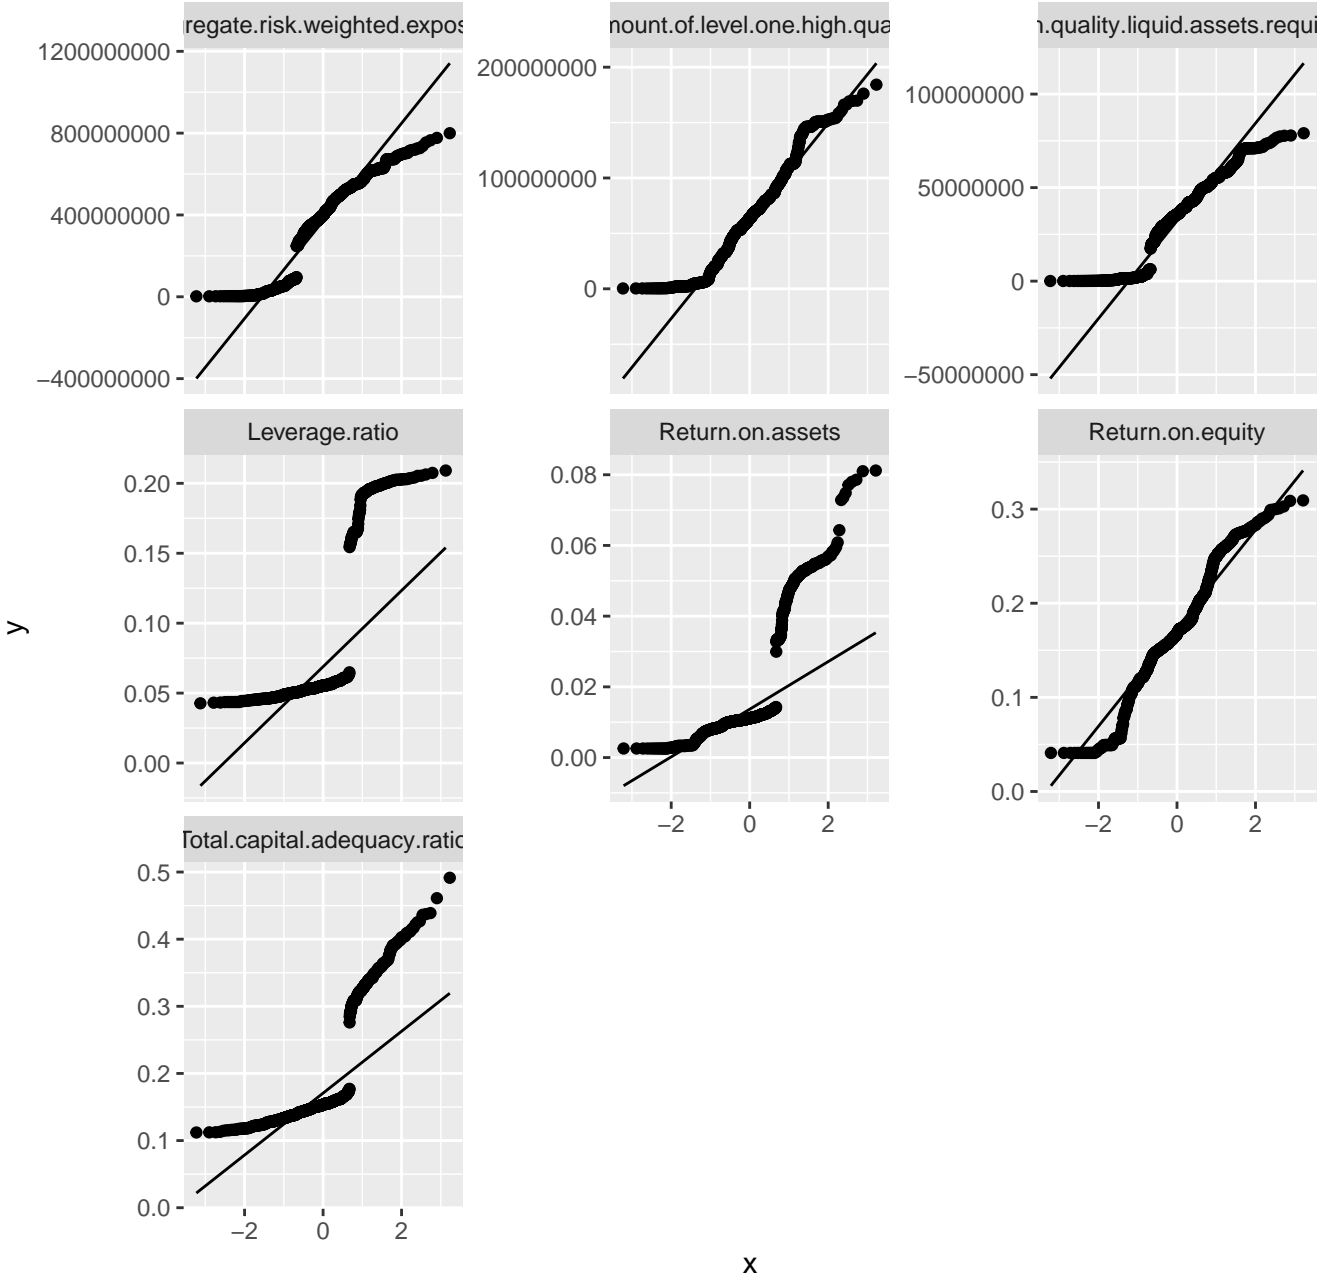 regate.risk.weighted.expos
mount.of.level.one.high.qua
h.quality.liquid.assets.requi
1200000000
800000000
400000000
0
−400000000
200000000
100000000
0
100000000
50000000
0
−50000000
Leverage.ratio
Return.on.assets
Return.on.equity
0.20
0.15
0.10
0.05
0.00
0.08
0.06
0.04
0.02
0.00
−2 0 2
0.3
0.2
0.1
0.0
−2 0 2
Total.capital.adequacy.ratio
0.5
0.4
0.3
0.2
0.1
0.0
−2 0 2
y
x